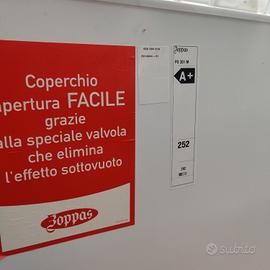 Coperchio
apertura FACILE
grazie
alla speciale valvola
che elimina
l'effetto sottovuoto
Zoppas
Zoppas
A+
252
subito